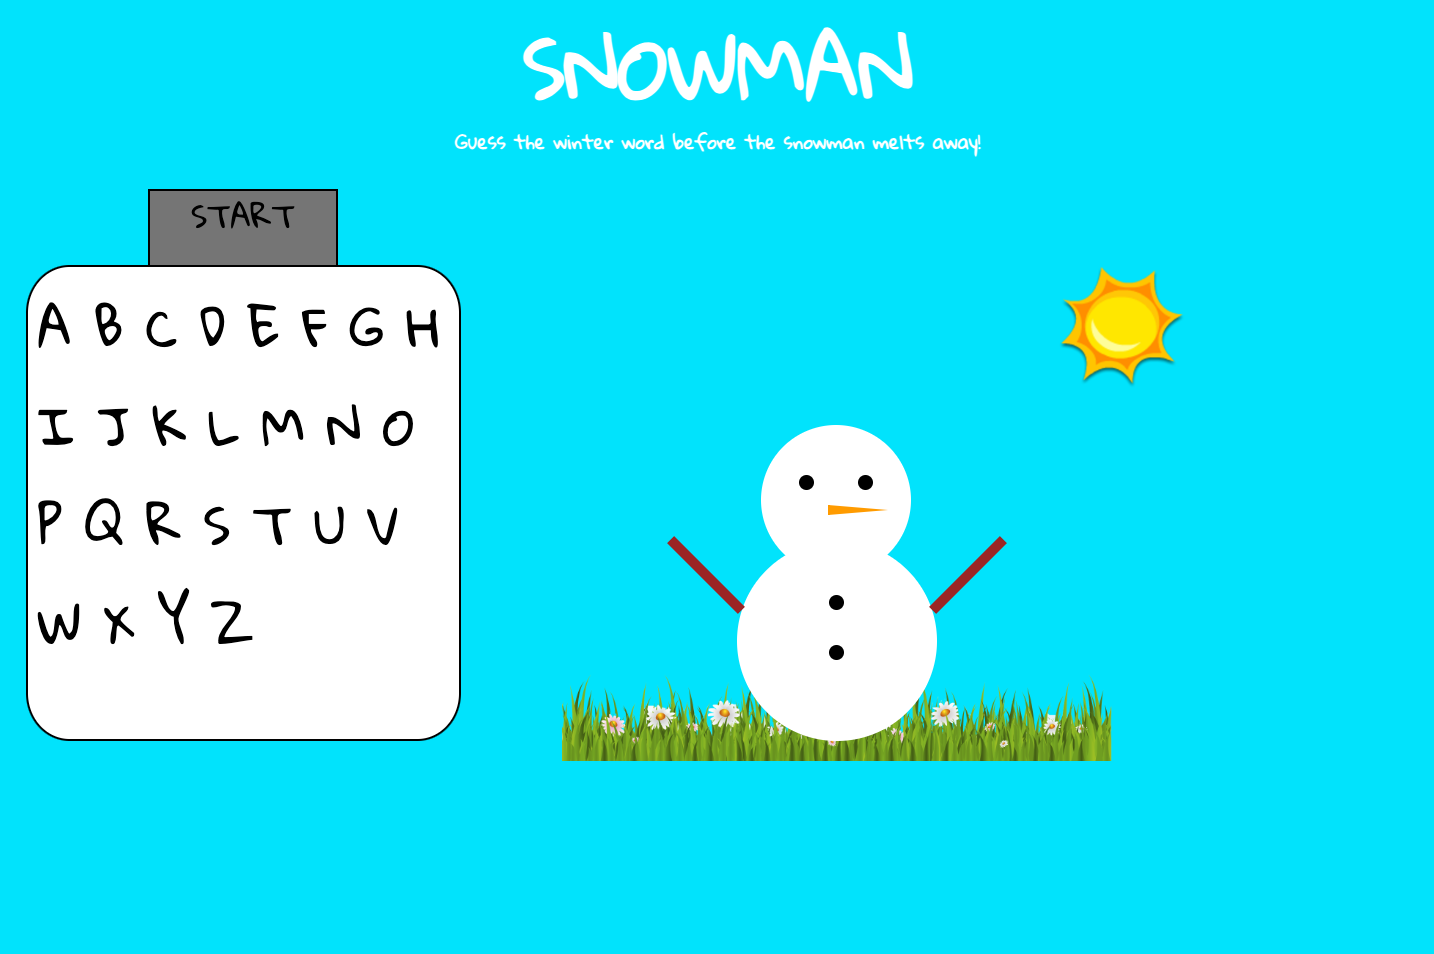 SNOWMAN
Guess the winter word before the snowman melts away!
START
A B C D E F G H
I J K L M N O
P Q R S T U V
W X Y Z